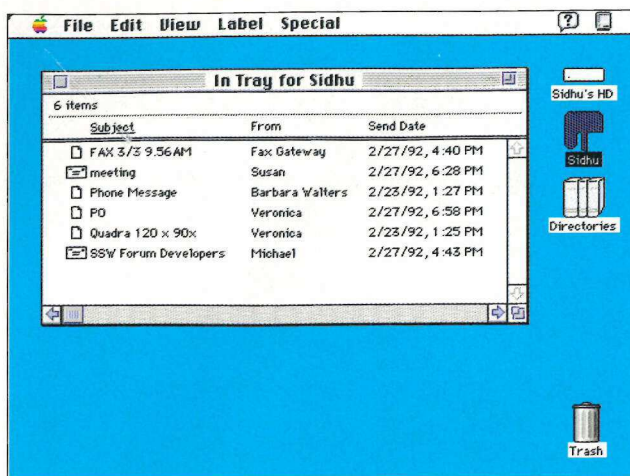 File Edit View Label Special
In Tray for Sidhu
6 items
Subject From Send Date
FAX 3/3 9.56AM Fax Gateway 2/27/92, 4:40 PM
meeting Susan 2/27/92, 6:28 PM
Phone Message Barbara Walters 2/23/92, 1:27 PM
PO Veronica 2/27/92, 6:58 PM
Quadra 120 x 90x Veronica 2/23/92, 1:25 PM
SSW Forum Developers Michael 2/27/92, 4:43 PM
Sidhu's HD
Sidhu
Directories
Trash